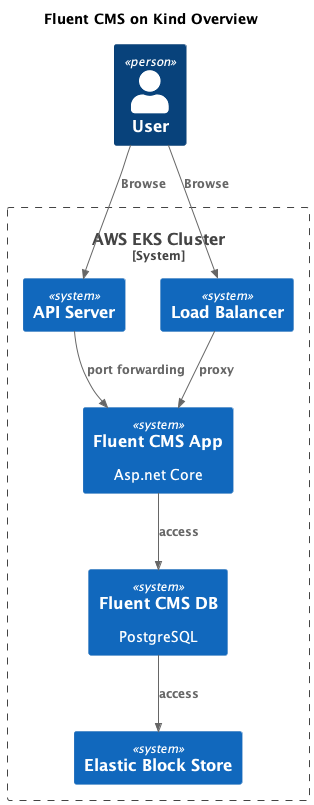 Fluent CMS on Kind Overview
«person»
User
Browse
Browse
AWS EKS Cluster
[System]
«system»
API Server
«system»
Load Balancer
port forwarding
proxy
«system»
Fluent CMS App
Asp.net Core
access
«system»
Fluent CMS DB
PostgreSQL
access
«system»
Elastic Block Store